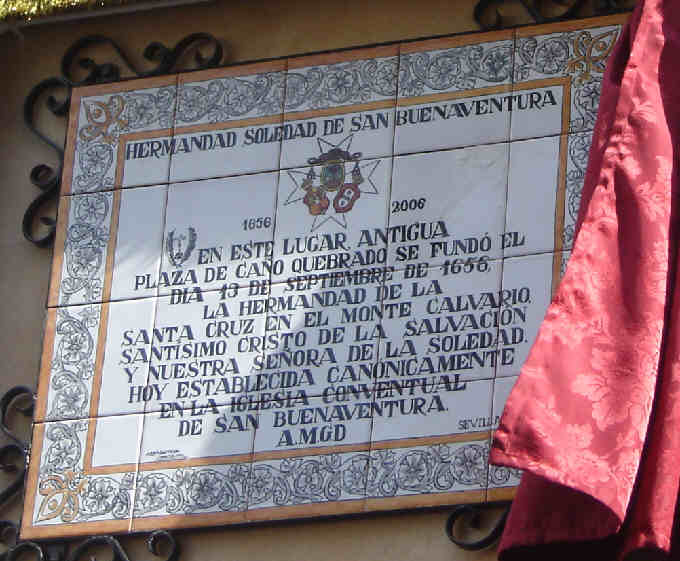 HERMANDAD SOLEDAD DE SAN BUENAVENTURA
1656 2006
EN ESTE LUGAR, ANTIGUA
PLAZA DE CAÑO QUEBRADO SE FUNDÓ EL
DIA 13 DE SEPTIEMBRE DE 1656,
LA HERMANDAD DE LA
SANTA CRUZ EN EL MONTE CALVARIO,
SANTÍSIMO CRISTO DE LA SALVACIÓN
Y NUESTRA SEÑORA DE LA SOLEDAD.
HOY ESTABLECIDA CANONICAMENTE
EN LA IGLESIA CONVENTUAL
DE SAN BUENAVENTURA.
A.M.G.D
SEVILLA